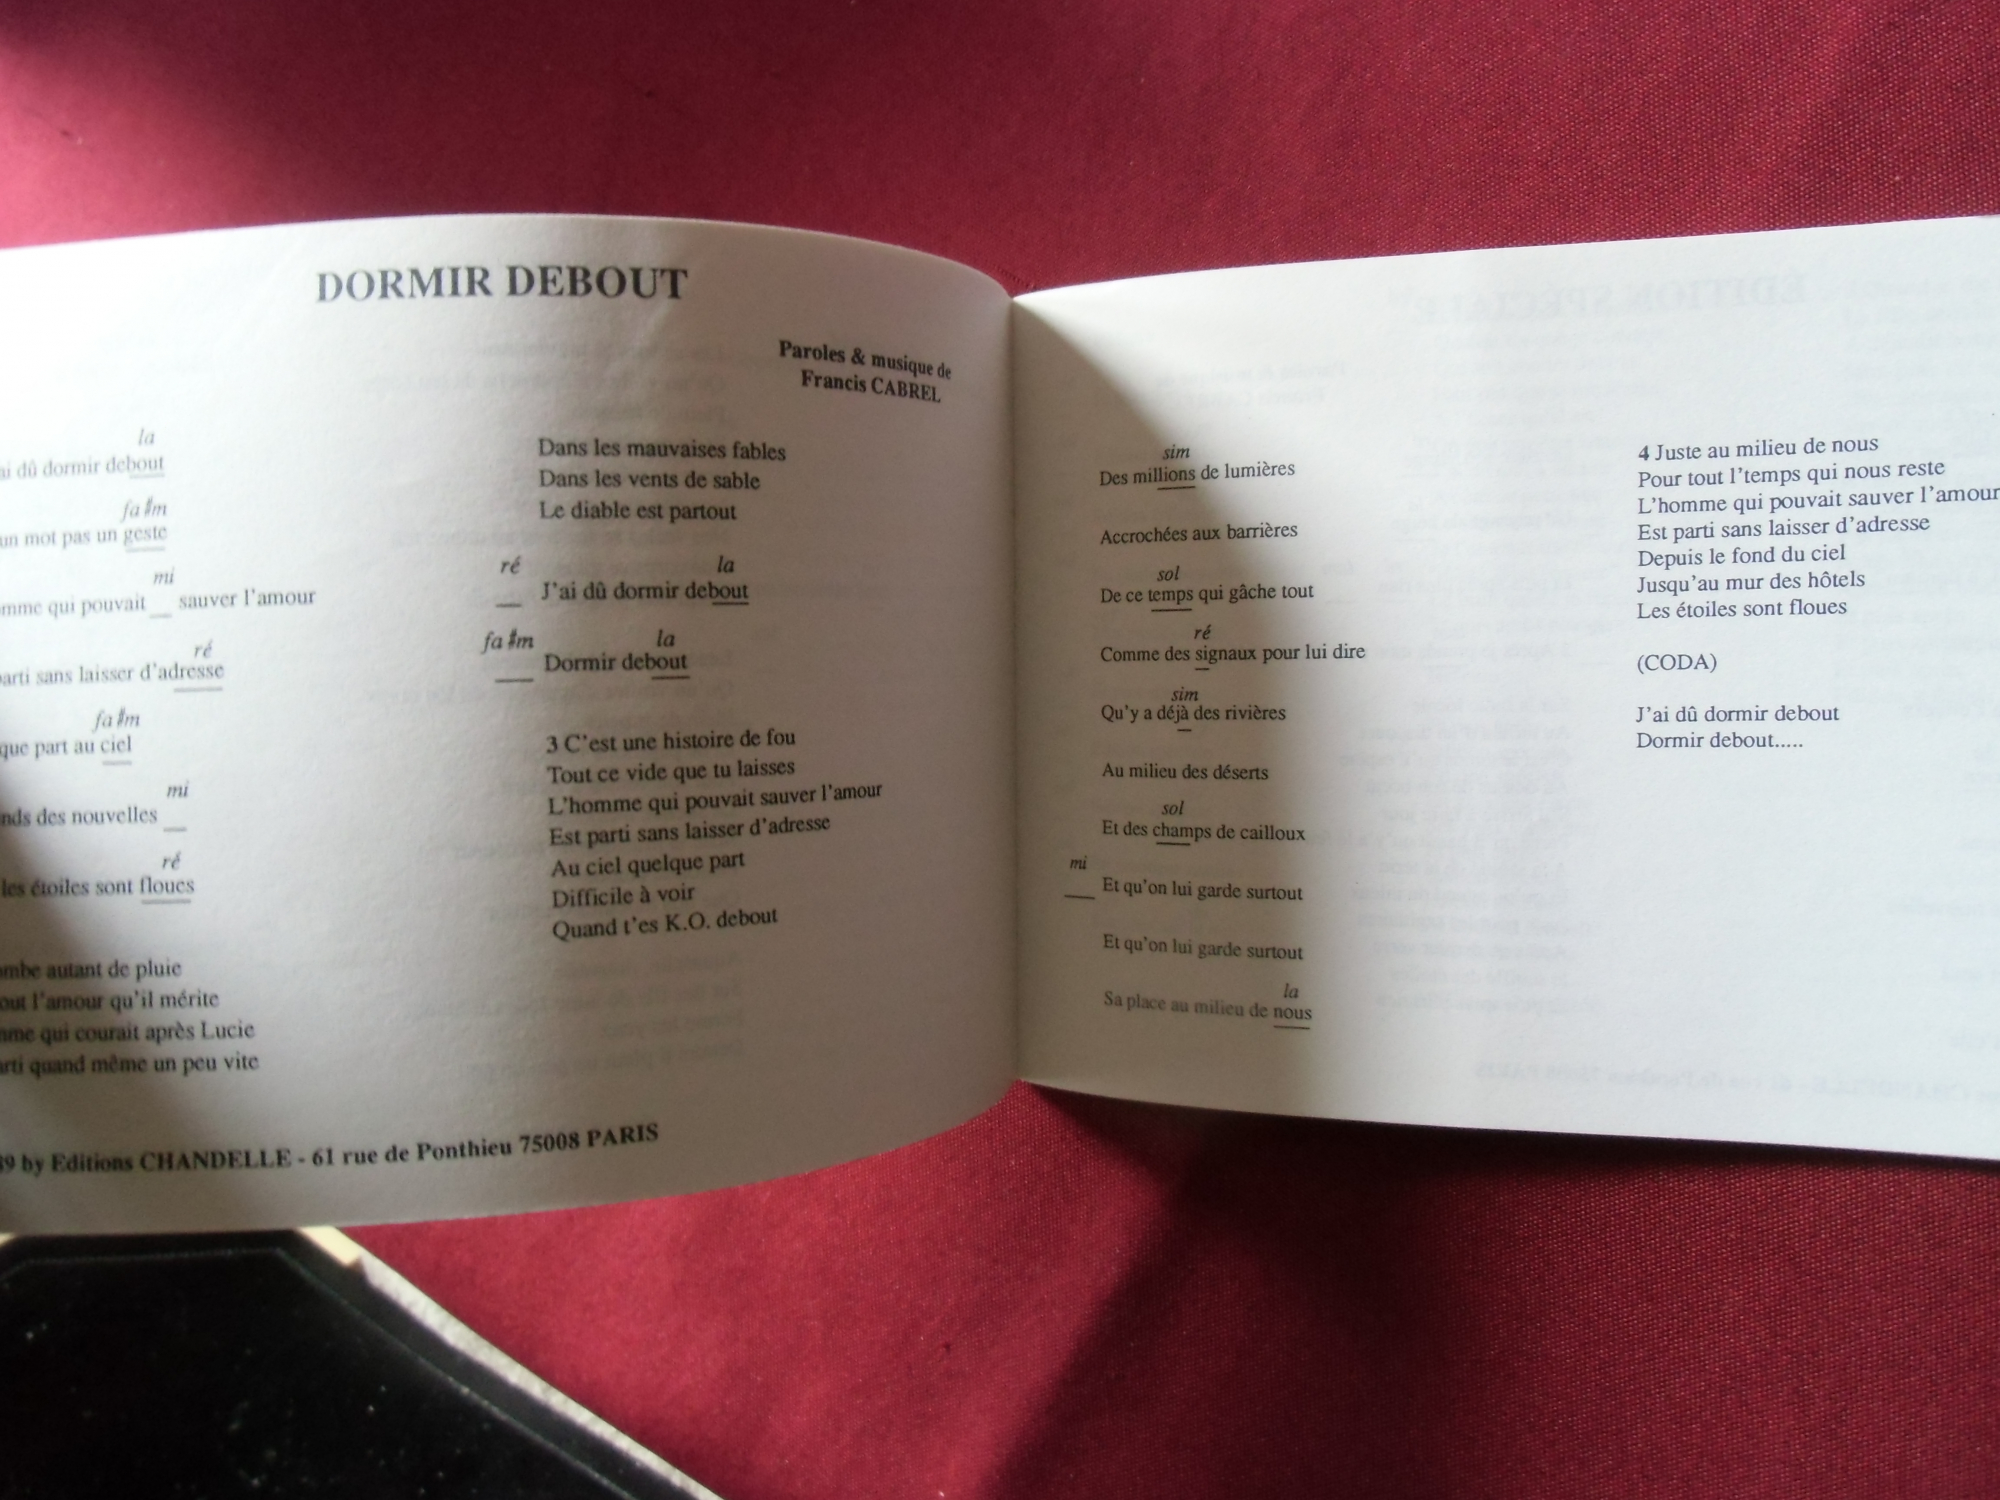 DORMIR DEBOUT
Paroles & musique de
Francis CABREL
la
dû dormir debout
fa#m
un mot pas un geste
mi
qui pouvait __ sauver l'amour
ré
sans laisser d'adresse
fa#m
part au ciel
mi
des nouvelles __
ré
les étoiles sont floues
autant de pluie
l'amour qu'il mérite
qui courait après Lucie
quand même un peu vite
Dans les mauvaises fables
Dans les vents de sable
Le diable est partout
ré la
__ J'ai dû dormir debout
fa#m la
__ Dormir debout
3 C'est une histoire de fou
Tout ce vide que tu laisses
L'homme qui pouvait sauver l'amour
Est parti sans laisser d'adresse
Au ciel quelque part
Difficile à voir
Quand t'es K.O. debout
89 by Editions CHANDELLE - 61 rue de Ponthieu 75008 PARIS
sim
Des millions de lumières
Accrochées aux barrières
sol
De ce temps qui gâche tout
ré
Comme des signaux pour lui dire
sim
Qu'y a déjà des rivières
Au milieu des déserts
sol
Et des champs de cailloux
mi
__ Et qu'on lui garde surtout
Et qu'on lui garde surtout
la
Sa place au milieu de nous
4 Juste au milieu de nous
Pour tout l'temps qui nous reste
L'homme qui pouvait sauver l'amour
Est parti sans laisser d'adresse
Depuis le fond du ciel
Jusqu'au mur des hôtels
Les étoiles sont floues
(CODA)
J'ai dû dormir debout
Dormir debout.....